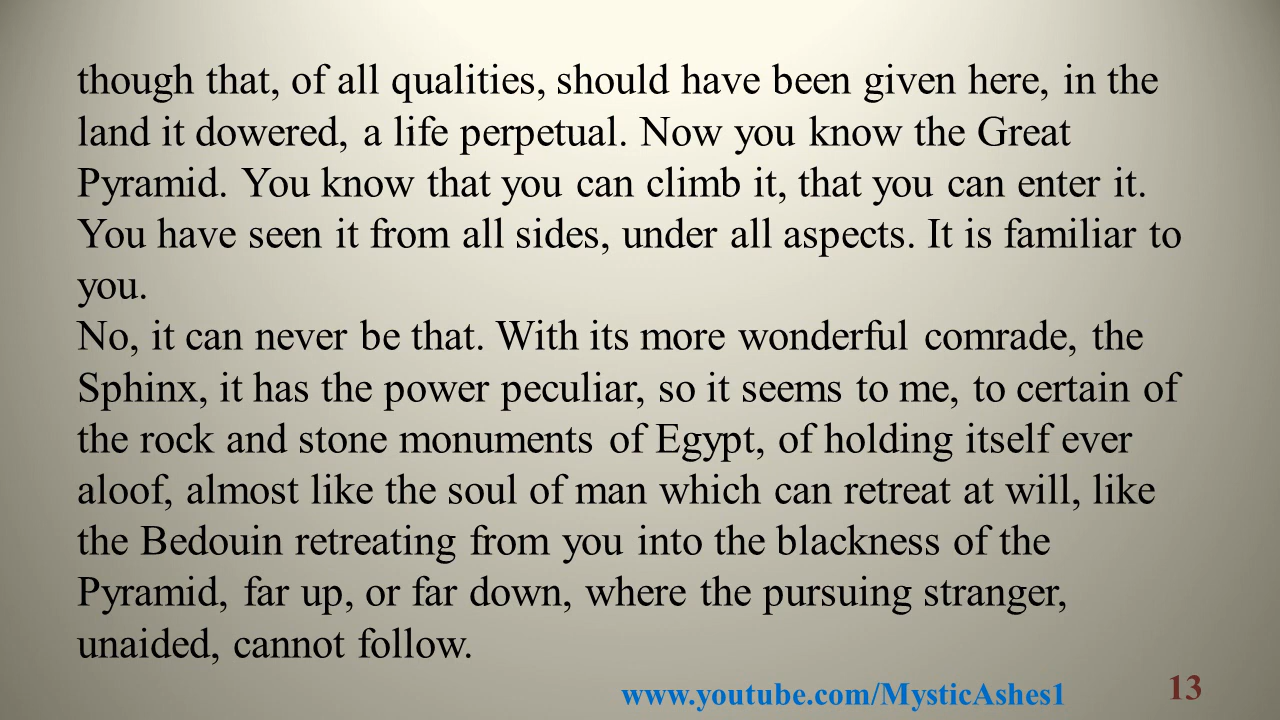 though that, of all qualities, should have been given here, in the
land it dowered, a life perpetual. Now you know the Great
Pyramid. You know that you can climb it, that you can enter it.
You have seen it from all sides, under all aspects. It is familiar to
you.
No, it can never be that. With its more wonderful comrade, the
Sphinx, it has the power peculiar, so it seems to me, to certain of
the rock and stone monuments of Egypt, of holding itself ever
aloof, almost like the soul of man which can retreat at will, like
the Bedouin retreating from you into the blackness of the
Pyramid, far up, or far down, where the pursuing stranger,
unaided, cannot follow.
www.youtube.com/MysticAshes1
13